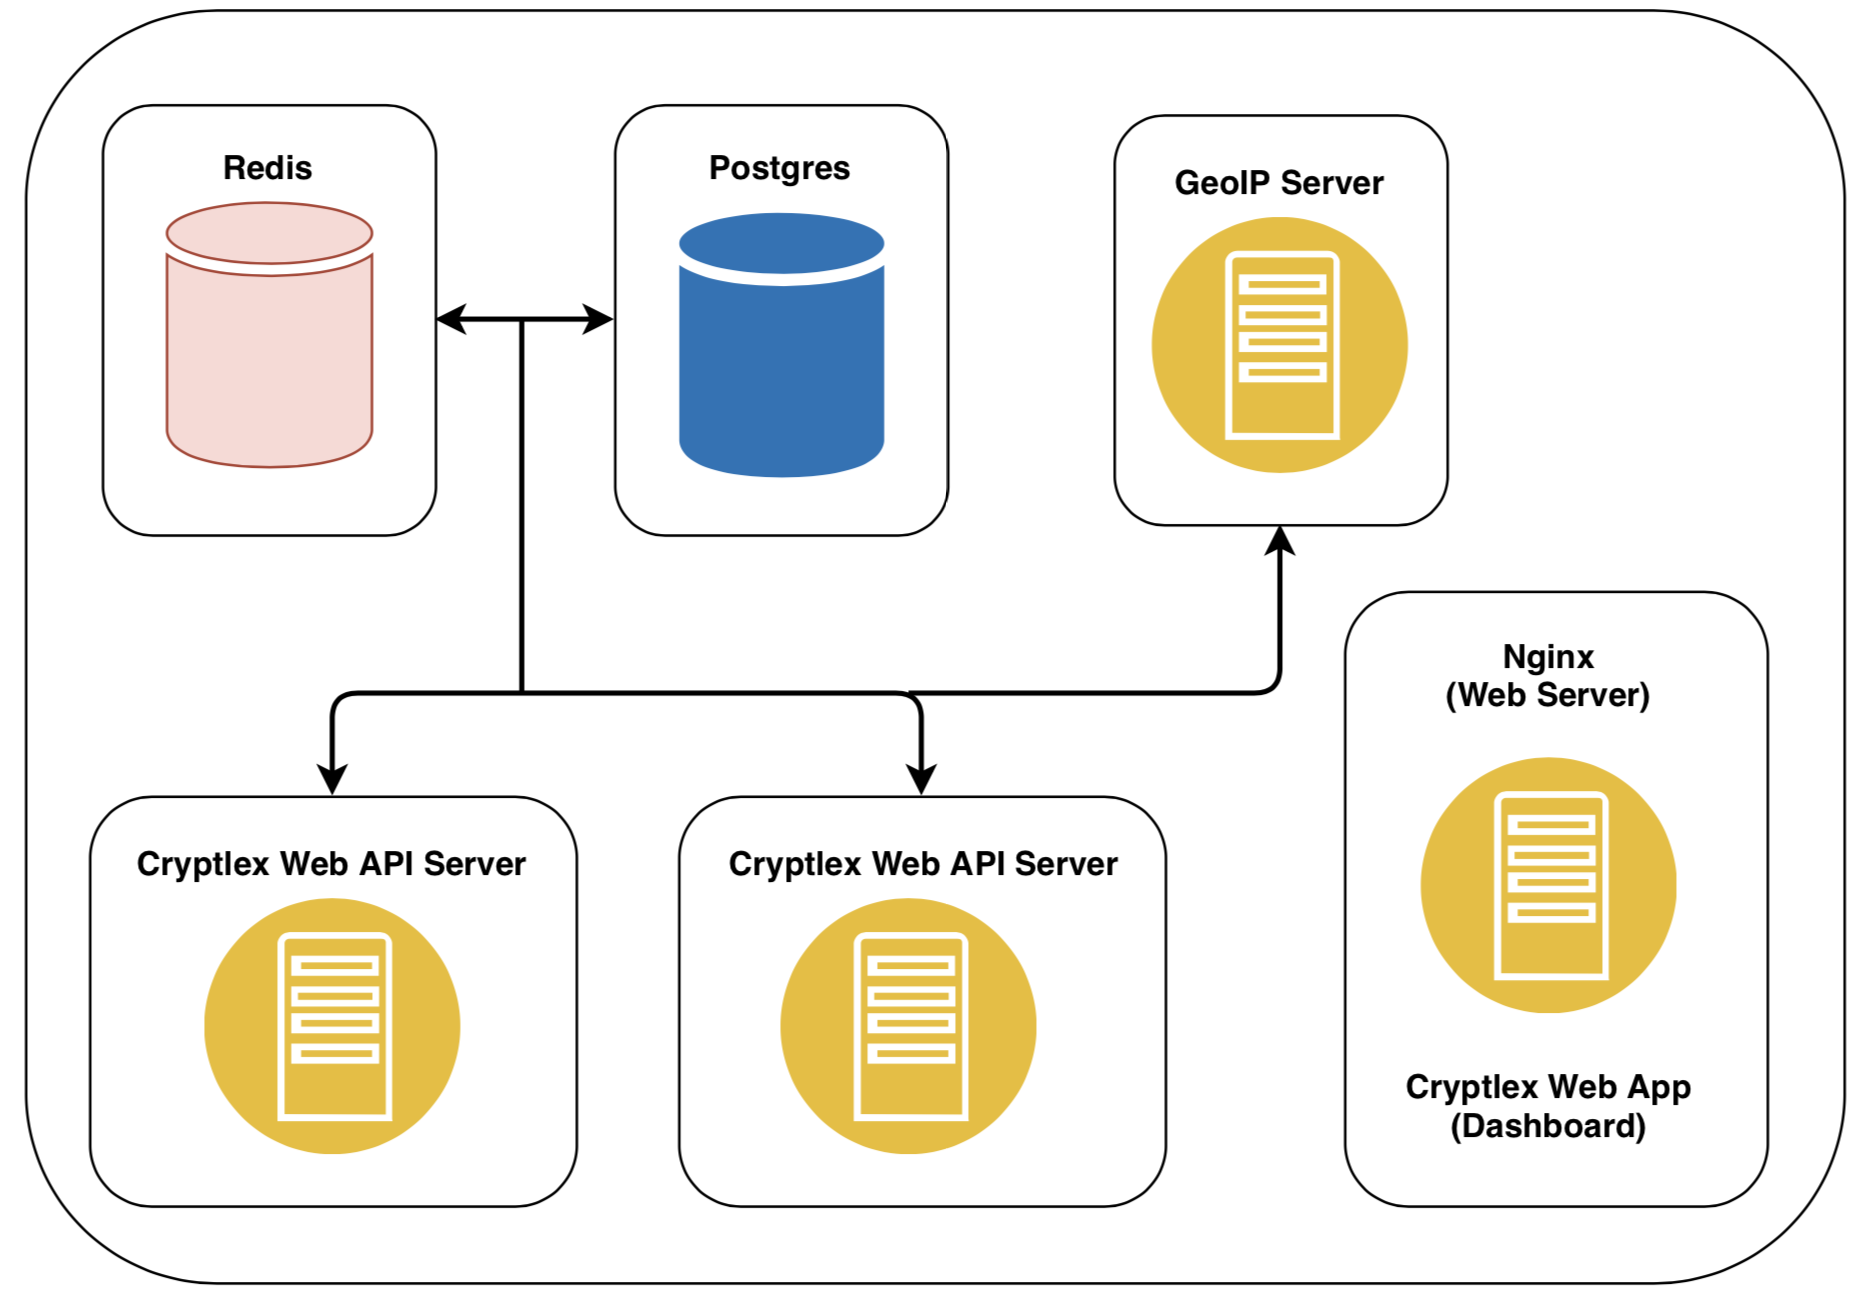 Redis
Postgres
GeoIP Server
Nginx
(Web Server)
Cryptlex Web API Server
Cryptlex Web API Server
Cryptlex Web App
(Dashboard)